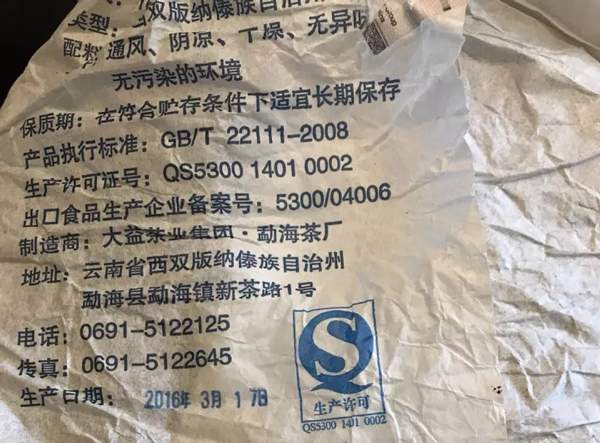 类型：
双版纳傣族自治州
配料 通风、阴凉、干燥、无异味
无污染的环境
保质期：在符合贮存条件下适宜长期保存
产品执行标准：GB/T 22111-2008
生产许可证号：QS5300 1401 0002
出口食品生产企业备案号：5300/04006
制造商：大益茶业集团·勐海茶厂
地址：云南省西双版纳傣族自治州
勐海县勐海镇新茶路1号
电话：0691-5122125
传真：0691-5122645
生产日期：2016年 3月 17日
QS
生产许可
QS5300 1401 0002